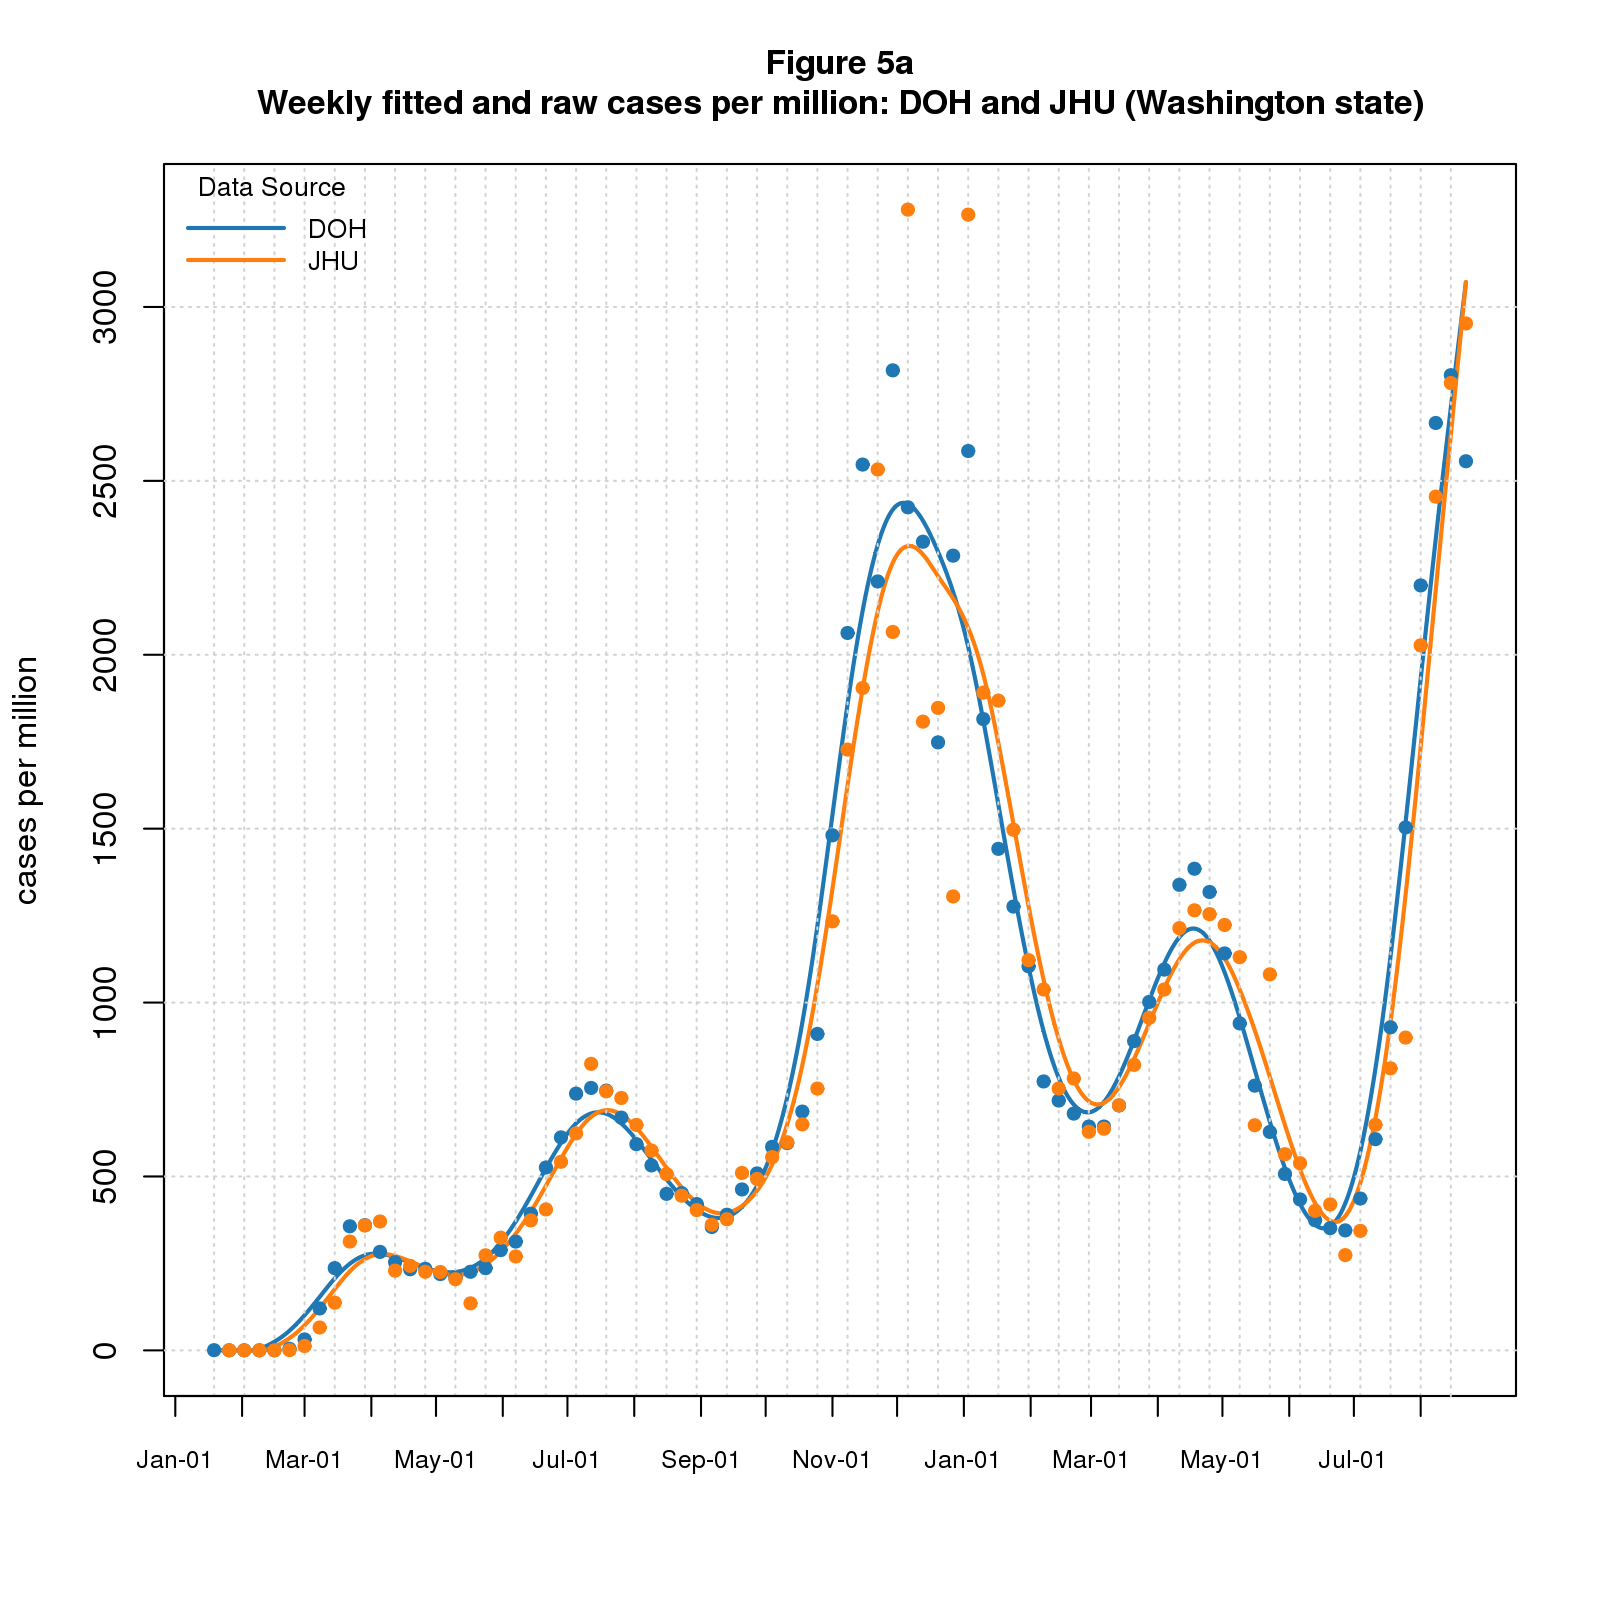 Figure 5a
Weekly fitted and raw cases per million: DOH and JHU (Washington state)
Data Source
DOH
JHU
cases per million
3000
2500
2000
1500
1000
500
0
Jan-01 Mar-01 May-01 Jul-01 Sep-01 Nov-01 Jan-01 Mar-01 May-01 Jul-01